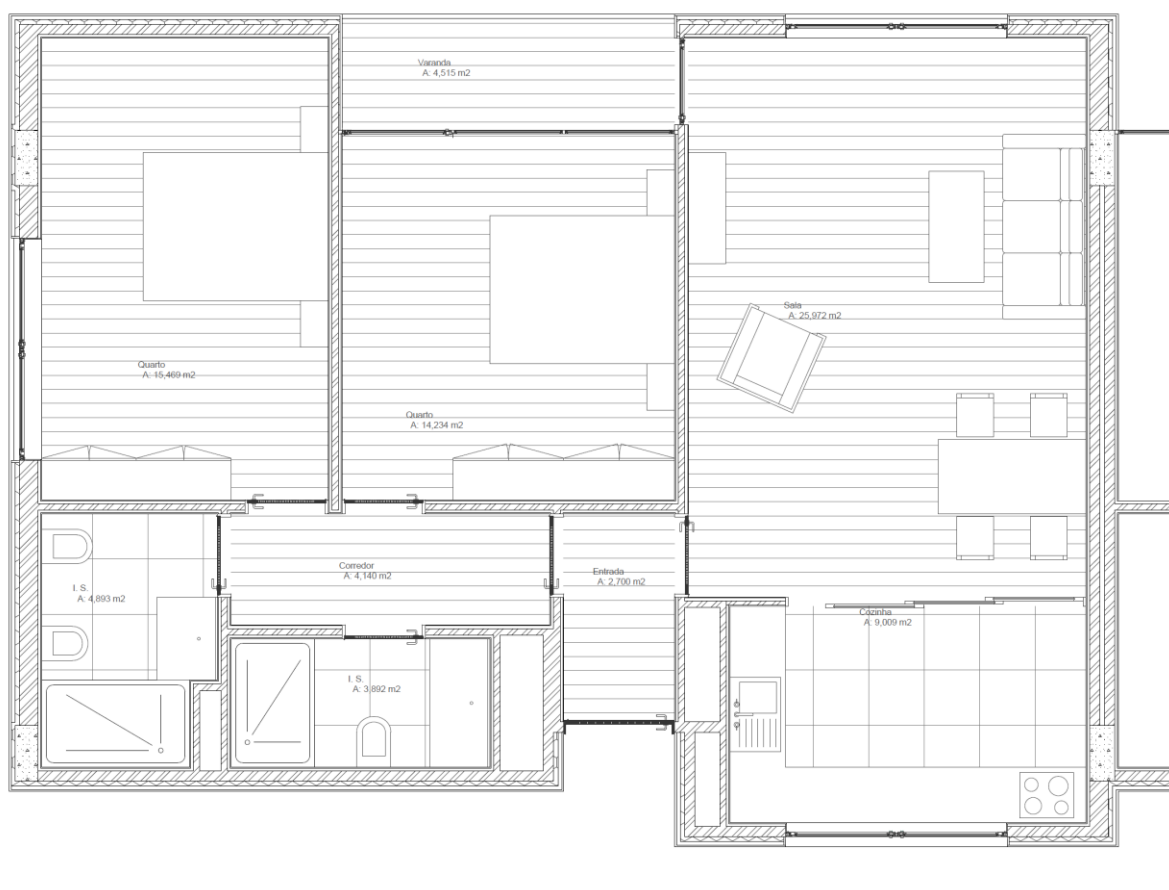 Varanda
A: 4,515 m2
Sala
A: 25,972 m2
Quarto
A: 15,469 m2
Quarto
A: 14,234 m2
Corredor
A: 4,140 m2
Entrada
A: 2,700 m2
I. S.
A: 4,893 m2
Cozinha
A: 9,009 m2
I. S.
A: 3,892 m2